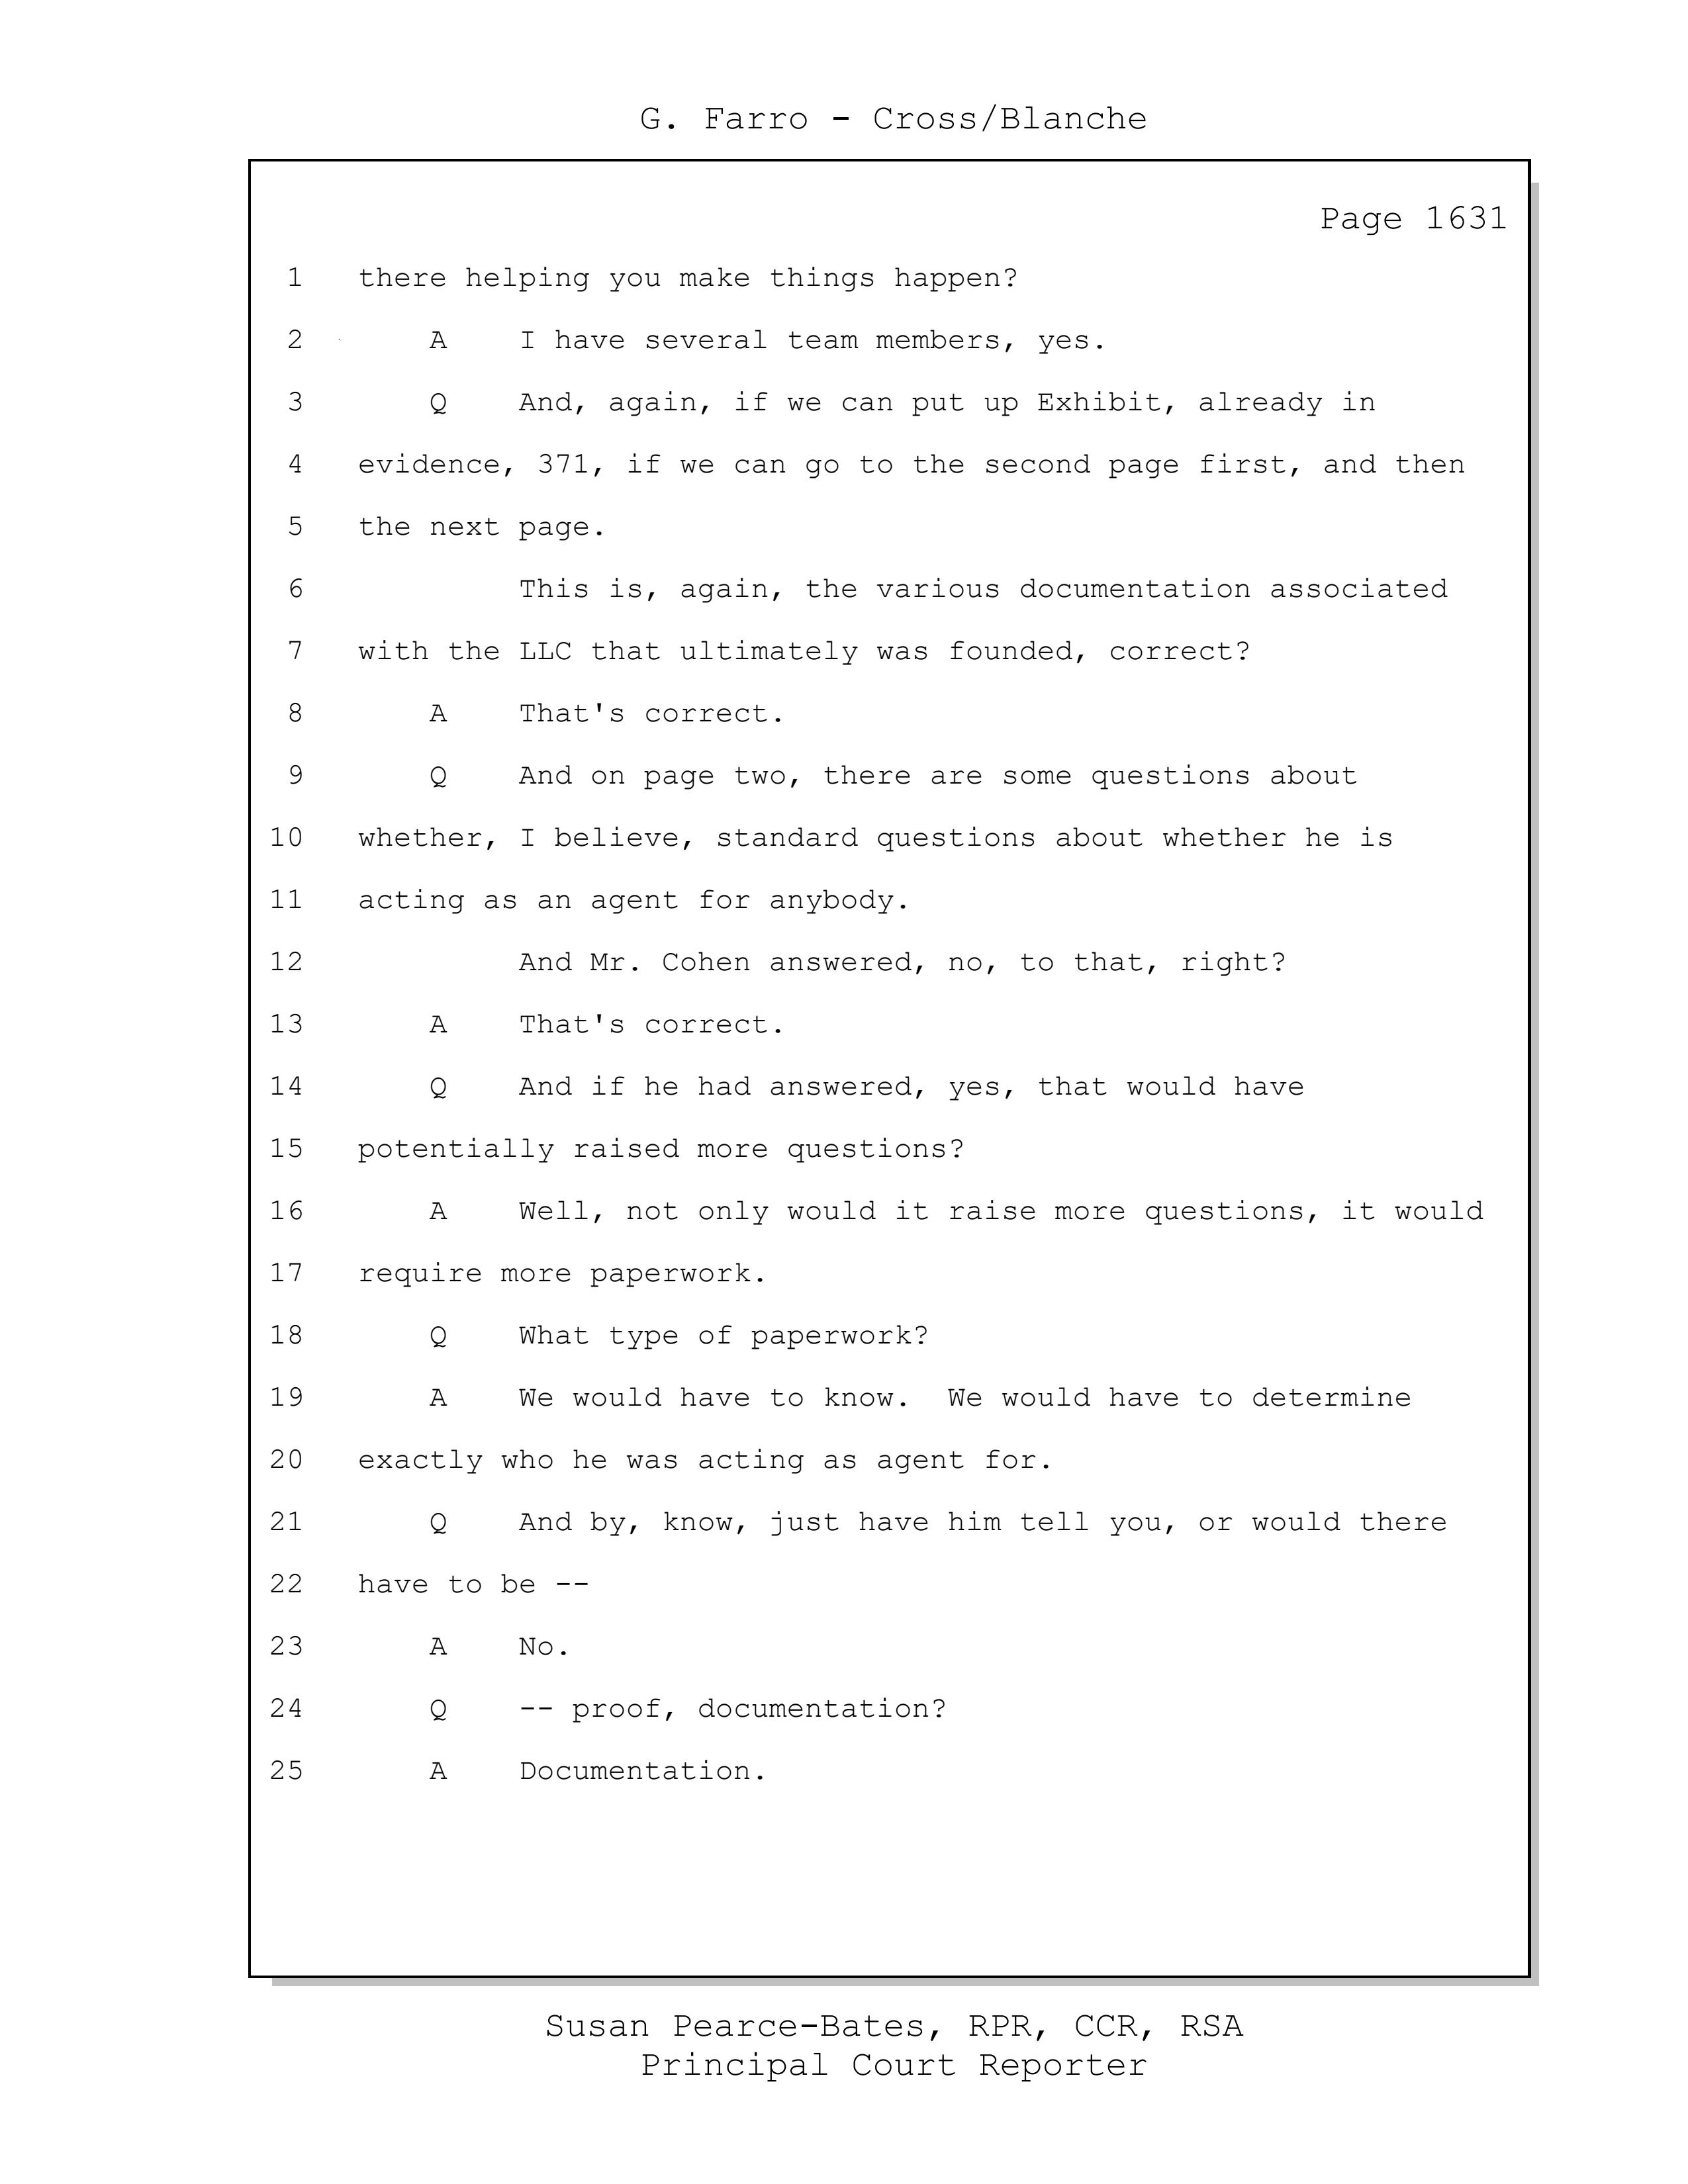 G. Farro - Cross/Blanche
Page 1631
1 there helping you make things happen?
2 A I have several team members, yes.
3 Q And, again, if we can put up Exhibit, already in
4 evidence, 371, if we can go to the second page first, and then
5 the next page.
6 This is, again, the various documentation associated
7 with the LLC that ultimately was founded, correct?
8 A That's correct.
9 Q And on page two, there are some questions about
10 whether, I believe, standard questions about whether he is
11 acting as an agent for anybody.
12 And Mr. Cohen answered, no, to that, right?
13 A That's correct.
14 Q And if he had answered, yes, that would have
15 potentially raised more questions?
16 A Well, not only would it raise more questions, it would
17 require more paperwork.
18 Q What type of paperwork?
19 A We would have to know. We would have to determine
20 exactly who he was acting as agent for.
21 Q And by, know, just have him tell you, or would there
22 have to be --
23 A No.
24 Q -- proof, documentation?
25 A Documentation.
Susan Pearce-Bates, RPR, CCR, RSA
Principal Court Reporter